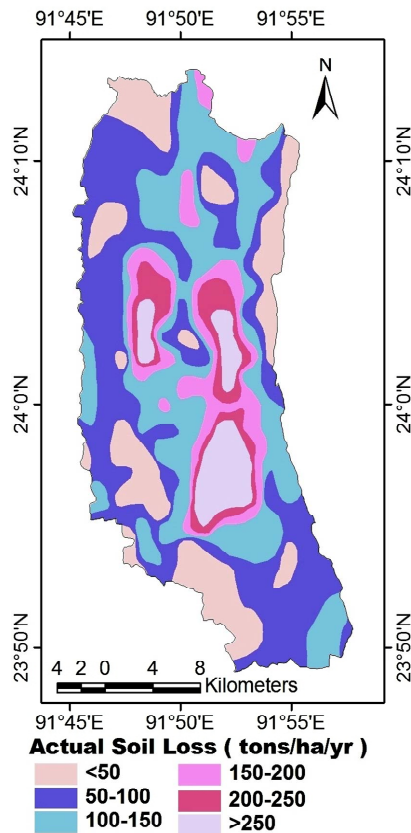 91°45'E 91°50'E 91°55'E
N
24°10'N 24°10'N
24°0'N 24°0'N
23°50'N 23°50'N
4 2 0 4 8
Kilometers
91°45'E 91°50'E 91°55'E
Actual Soil Loss ( tons/ha/yr )
<50 150-200
50-100 200-250
100-150 >250